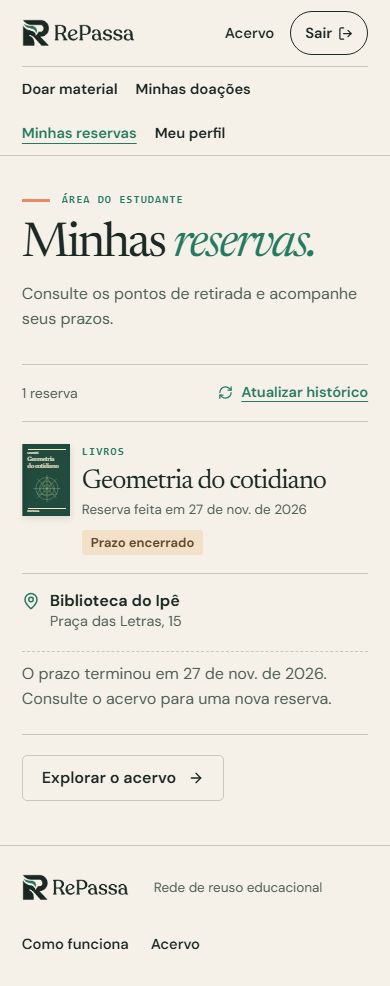 RePassa
Acervo
Sair
Doar material
Minhas doações
Minhas reservas
Meu perfil
ÁREA DO ESTUDANTE
Minhas reservas.
Consulte os pontos de retirada e acompanhe
seus prazos.
1 reserva
Atualizar histórico
Geometria
do cotidiano
LIVROS
Geometria do cotidiano
Reserva feita em 27 de nov. de 2026
Prazo encerrado
Biblioteca do Ipê
Praça das Letras, 15
O prazo terminou em 27 de nov. de 2026.
Consulte o acervo para uma nova reserva.
Explorar o acervo
RePassa
Rede de reuso educacional
Como funciona
Acervo